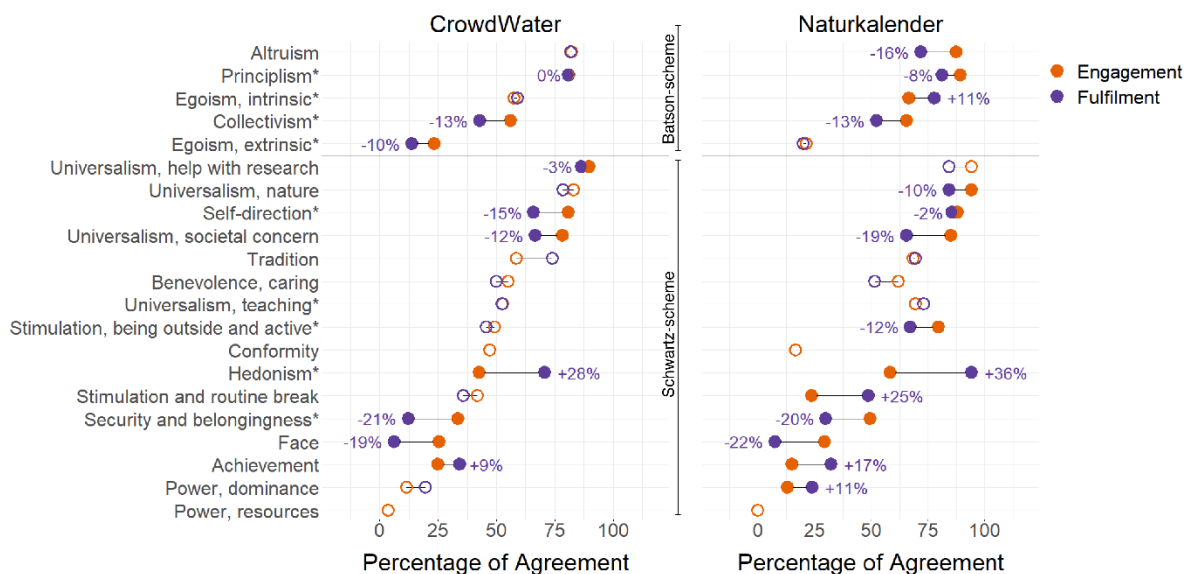 CrowdWater
Naturkalender
Batson-scheme
Schwartz-scheme
Engagement
Fulfilment
Altruism -16%
Principlism* 0% -8%
Egoism, intrinsic* +11%
Collectivism* -13% -13%
Egoism, extrinsic* -10%
Universalism, help with research -3%
Universalism, nature -10%
Self-direction* -15% -2%
Universalism, societal concern -12% -19%
Tradition
Benevolence, caring
Universalism, teaching*
Stimulation, being outside and active* -12%
Conformity
Hedonism* +28% +36%
Stimulation and routine break +25%
Security and belongingness* -21% -20%
Face -19% -22%
Achievement +9% +17%
Power, dominance +11%
Power, resources
0 25 50 75 100 0 25 50 75 100
Percentage of Agreement Percentage of Agreement